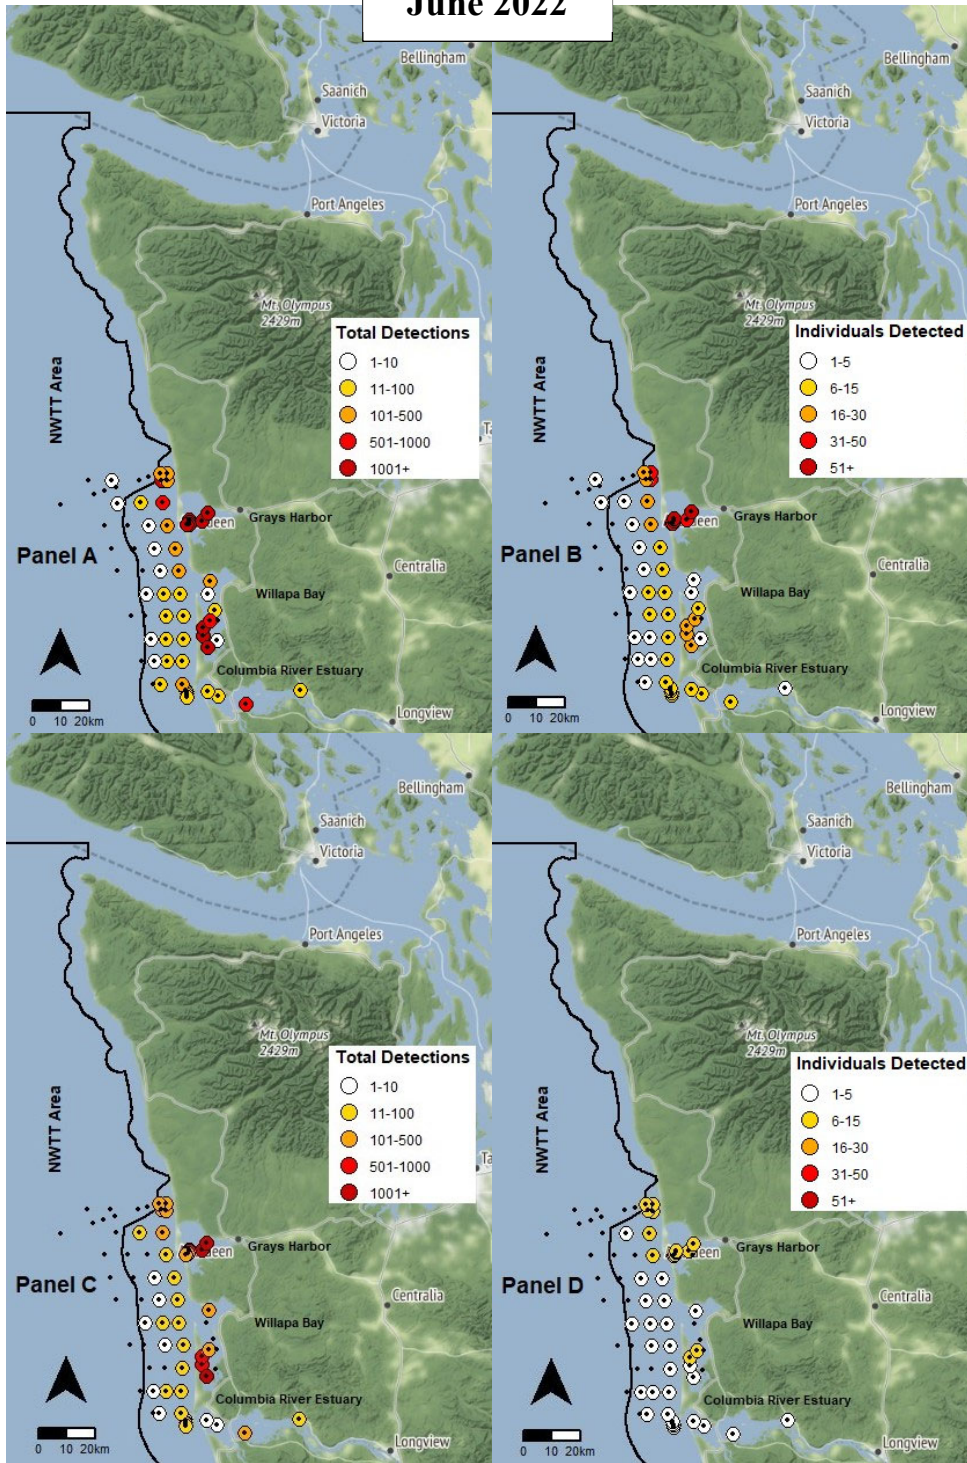 June 2022
Bellingham
Saanich
Victoria
Port Angeles
Mt. Olympus
2429m
NWTT Area
Total Detections
1-10
11-100
101-500
501-1000
1001+
Grays Harbor
Panel A
Centralia
Willapa Bay
Columbia River Estuary
0 10 20km
Longview
Bellingham
Saanich
Victoria
Port Angeles
Mt. Olympus
2429m
NWTT Area
Individuals Detected
1-5
6-15
16-30
31-50
51+
Grays Harbor
Panel B
Centralia
Willapa Bay
Columbia River Estuary
0 10 20km
Longview
Bellingham
Saanich
Victoria
Port Angeles
Mt. Olympus
2429m
NWTT Area
Total Detections
1-10
11-100
101-500
501-1000
1001+
Grays Harbor
Panel C
Centralia
Willapa Bay
Columbia River Estuary
0 10 20km
Longview
Bellingham
Saanich
Victoria
Port Angeles
Mt. Olympus
2429m
NWTT Area
Individuals Detected
1-5
6-15
16-30
31-50
51+
Grays Harbor
Panel D
Centralia
Willapa Bay
Columbia River Estuary
0 10 20km
Longview